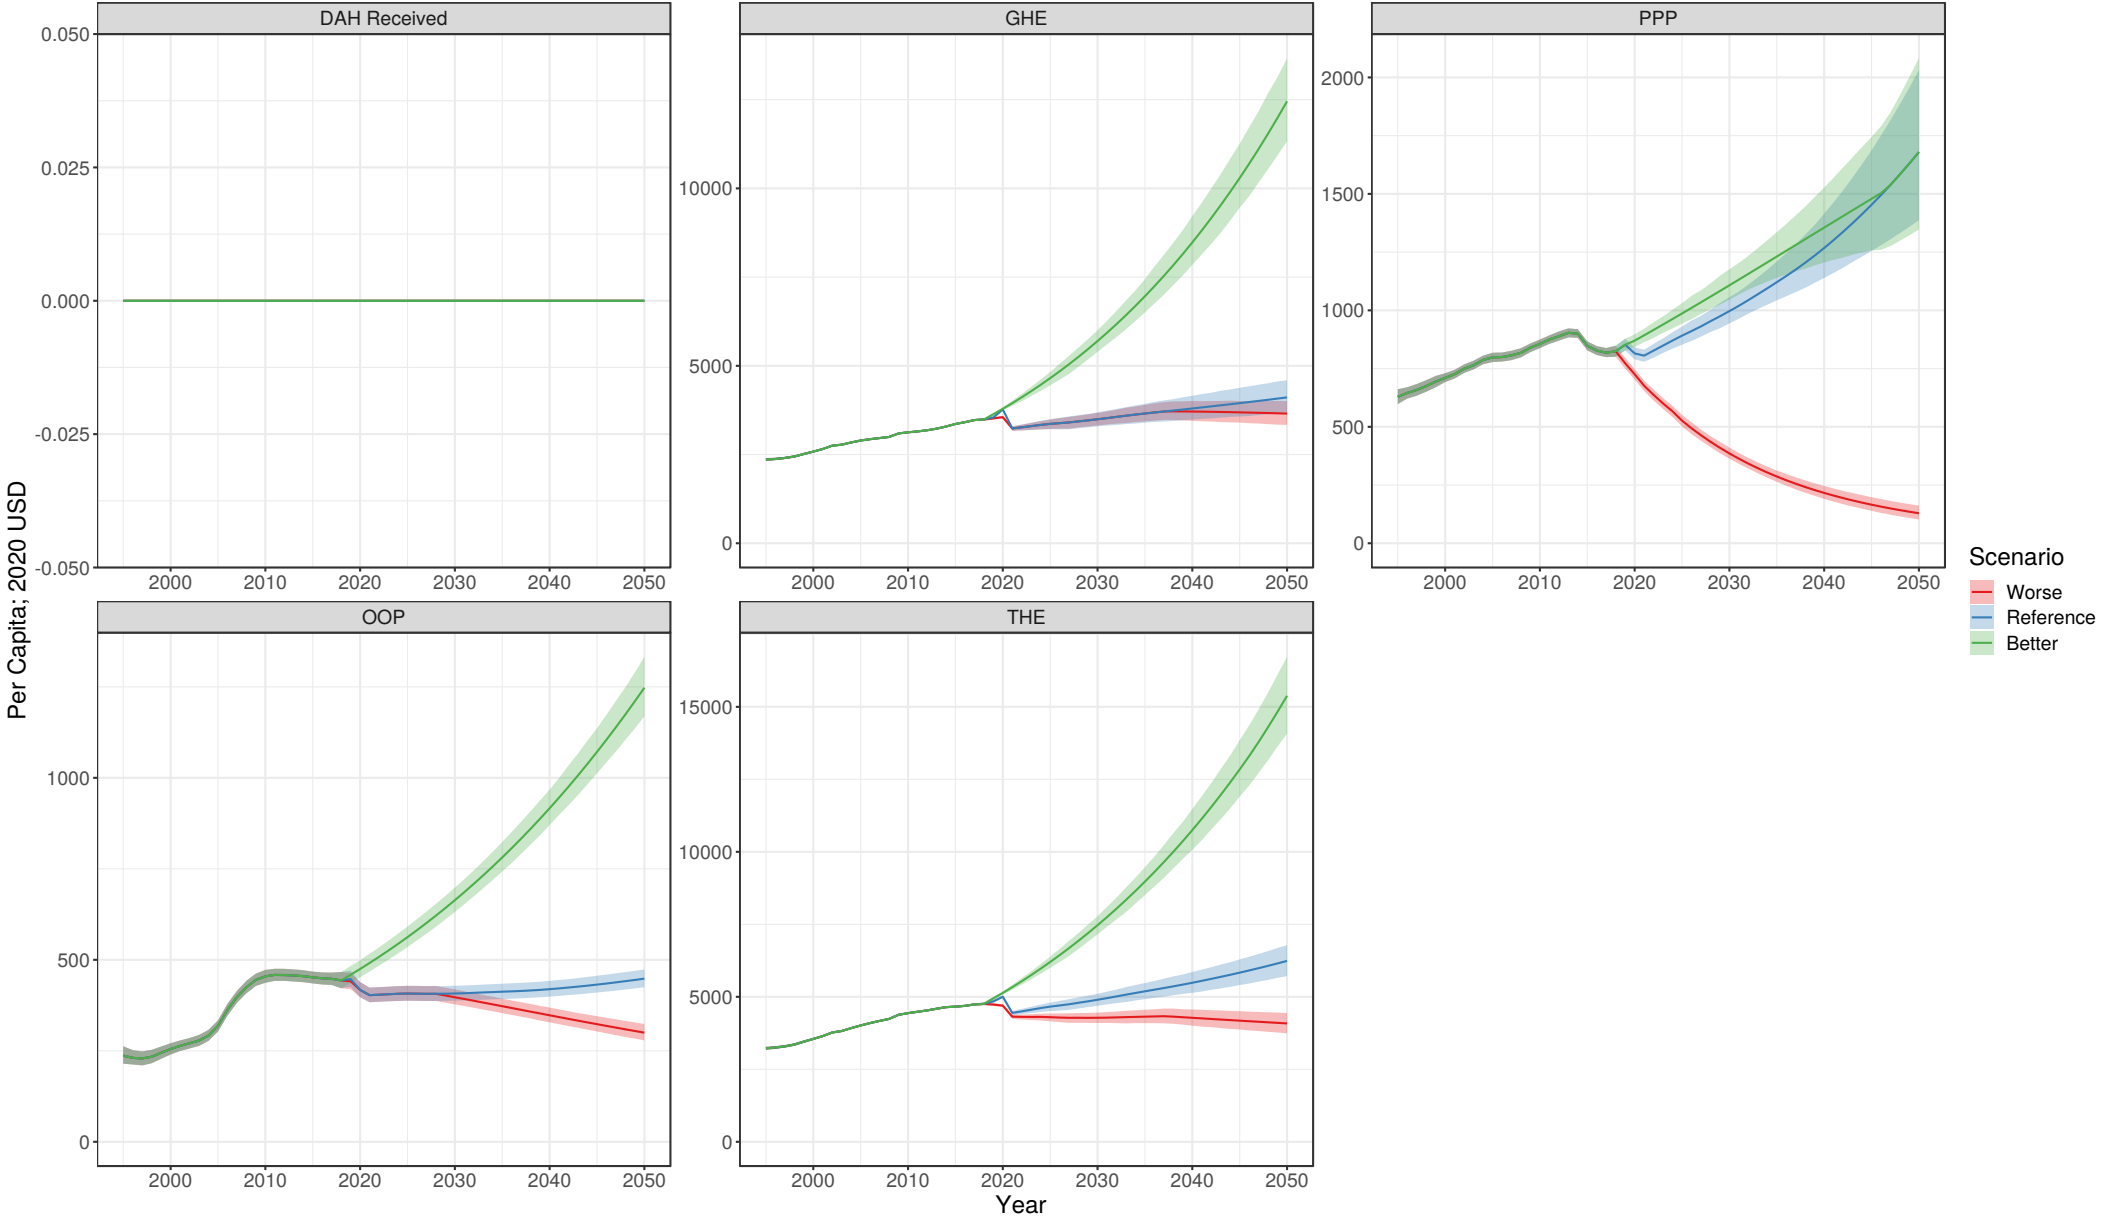 DAH Received
GHE
PPP
0.050
0.025
0.000
-0.025
-0.050
10000
5000
0
2000
1500
1000
500
0
2000 2010 2020 2030 2040 2050
2000 2010 2020 2030 2040 2050
2000 2010 2020 2030 2040 2050
OOP
THE
1000
500
0
15000
10000
5000
0
2000 2010 2020 2030 2040 2050
2000 2010 2020 2030 2040 2050
Per Capita; 2020 USD
Year
Scenario
Worse
Reference
Better